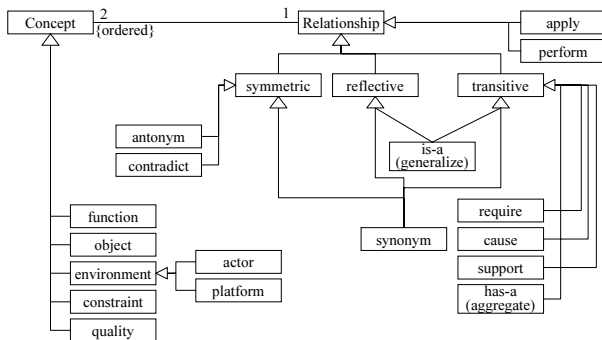 Concept
2
{ordered}
1
Relationship
apply
perform
symmetric
reflective
transitive
antonym
contradict
is-a
(generalize)
function
object
environment
constraint
quality
actor
platform
synonym
require
cause
support
has-a
(aggregate)